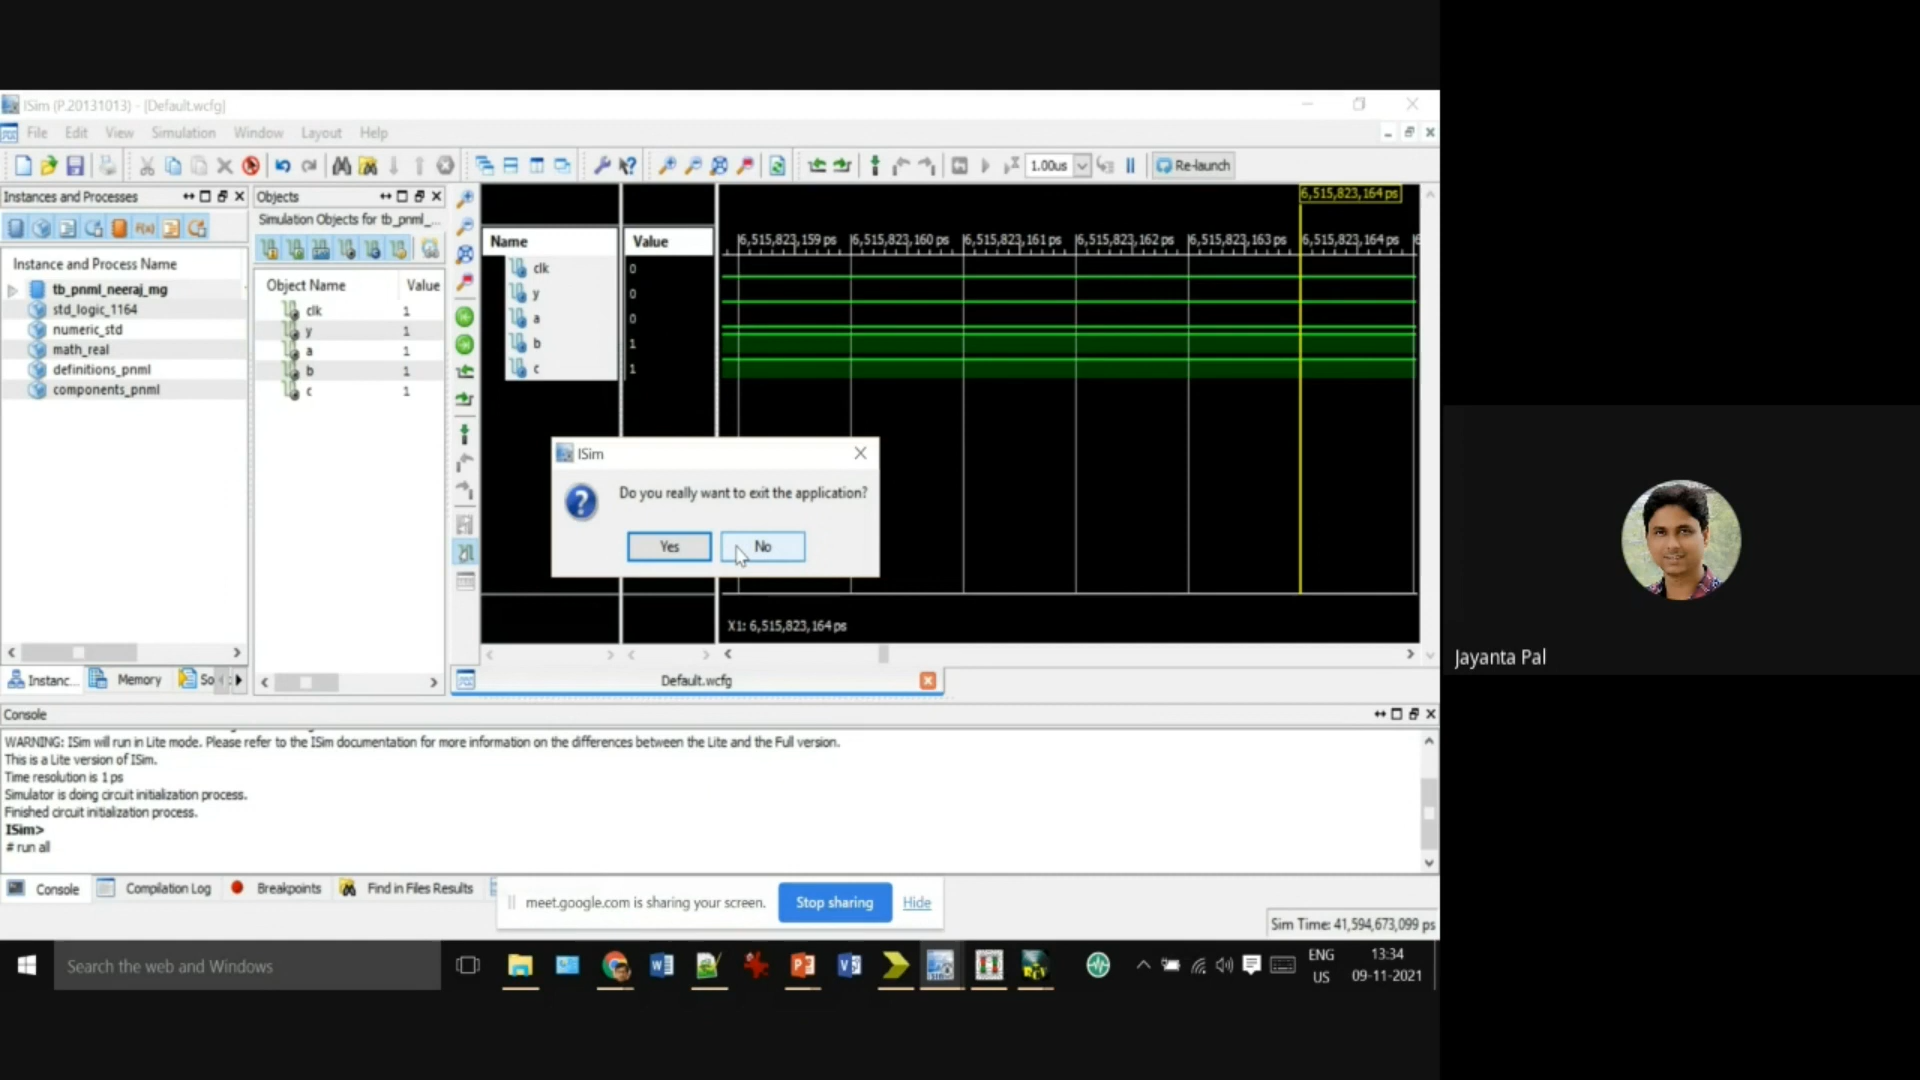 ISim (P.20131013) - [Default.wcfg]
File Edit View Simulation Window Layout Help
1.00us Re-launch
Instances and Processes
Objects
Simulation Objects for tb_pnml_...
Instance and Process Name
tb_pnml_neeraj_mg
std_logic_1164
numeric_std
math_real
definitions_pnml
components_pnml
Object Name Value
clk 1
y 1
a 1
b 1
c 1
Name Value
clk 0
y 0
a 0
b 1
c 1
6,515,823,164 ps
6,515,823,159 ps 6,515,823,160 ps 6,515,823,161 ps 6,515,823,162 ps 6,515,823,163 ps 6,515,823,164 ps 6
ISim
Do you really want to exit the application?
Yes No
X1: 6,515,823,164 ps
Instanc... Memory So
Default.wcfg
Console
WARNING: ISim will run in Lite mode. Please refer to the ISim documentation for more information on the differences between the Lite and the Full version.
This is a Lite version of ISim.
Time resolution is 1 ps
Simulator is doing circuit initialization process.
Finished circuit initialization process.
ISim>
# run all
Console Compilation Log Breakpoints Find in Files Results
meet.google.com is sharing your screen. Stop sharing Hide
Sim Time: 41,594,673,099 ps
Search the web and Windows
ENG
US
13:34
09-11-2021
Jayanta Pal